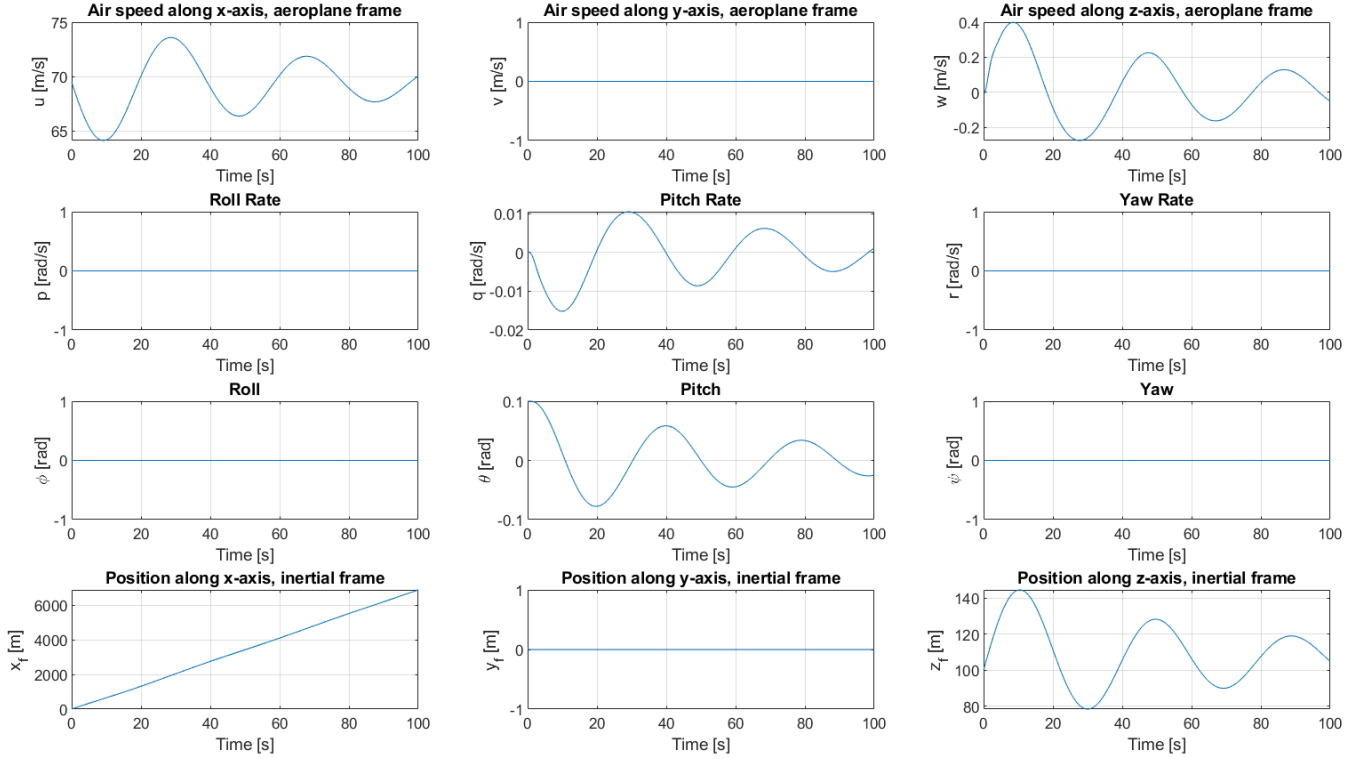 Air speed along x-axis, aeroplane frame
75
70
65
u [m/s]
0 20 40 60 80 100
Time [s]
Air speed along y-axis, aeroplane frame
1
0
-1
v [m/s]
0 20 40 60 80 100
Time [s]
Air speed along z-axis, aeroplane frame
0.4
0.2
0
-0.2
w [m/s]
0 20 40 60 80 100
Time [s]
Roll Rate
1
0
-1
p [rad/s]
0 20 40 60 80 100
Time [s]
Pitch Rate
0.01
0
-0.01
-0.02
q [rad/s]
0 20 40 60 80 100
Time [s]
Yaw Rate
1
0
-1
r [rad/s]
0 20 40 60 80 100
Time [s]
Roll
1
0
-1
ϕ [rad]
0 20 40 60 80 100
Time [s]
Pitch
0.1
0
-0.1
θ [rad]
0 20 40 60 80 100
Time [s]
Yaw
1
0
-1
ψ [rad]
0 20 40 60 80 100
Time [s]
Position along x-axis, inertial frame
6000
4000
2000
0
x_f [m]
0 20 40 60 80 100
Time [s]
Position along y-axis, inertial frame
1
0
-1
y_f [m]
0 20 40 60 80 100
Time [s]
Position along z-axis, inertial frame
140
120
100
80
z_f [m]
0 20 40 60 80 100
Time [s]